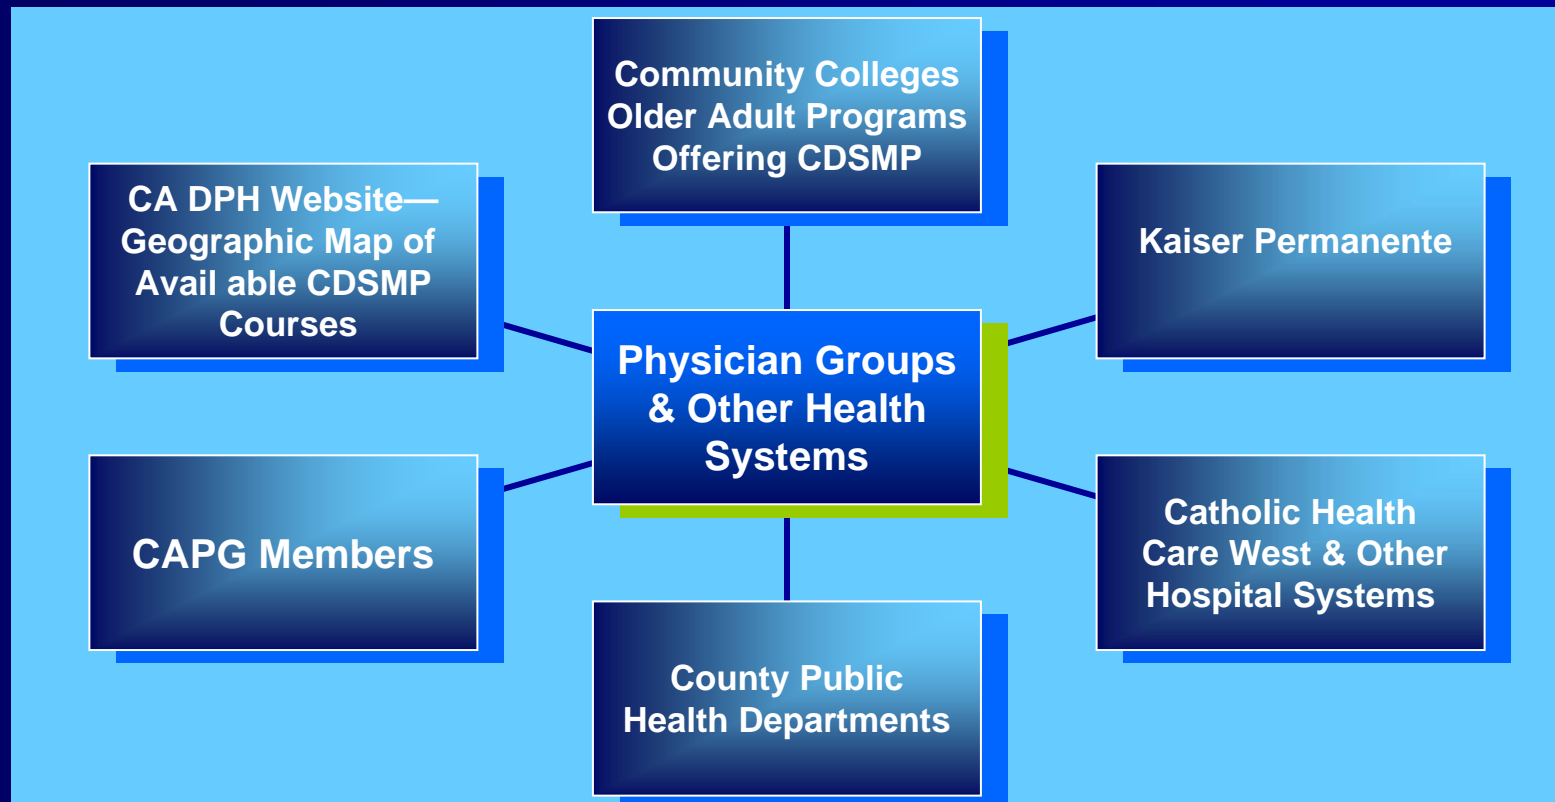 Community Colleges
Older Adult Programs
Offering CDSMP
CA DPH Website—
Geographic Map of
Avail able CDSMP
Courses
Kaiser Permanente
Physician Groups
& Other Health
Systems
CAPG Members
Catholic Health
Care West & Other
Hospital Systems
County Public
Health Departments